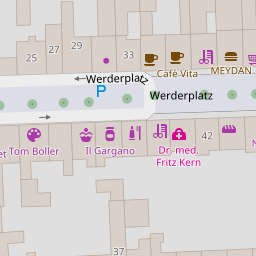 27
29
25
33
Café Vita
MEYDAN
Werderplatz
P
Werderplatz
Tom Boller
Il Gargano
Dr. med.
Fritz Kern
42
37